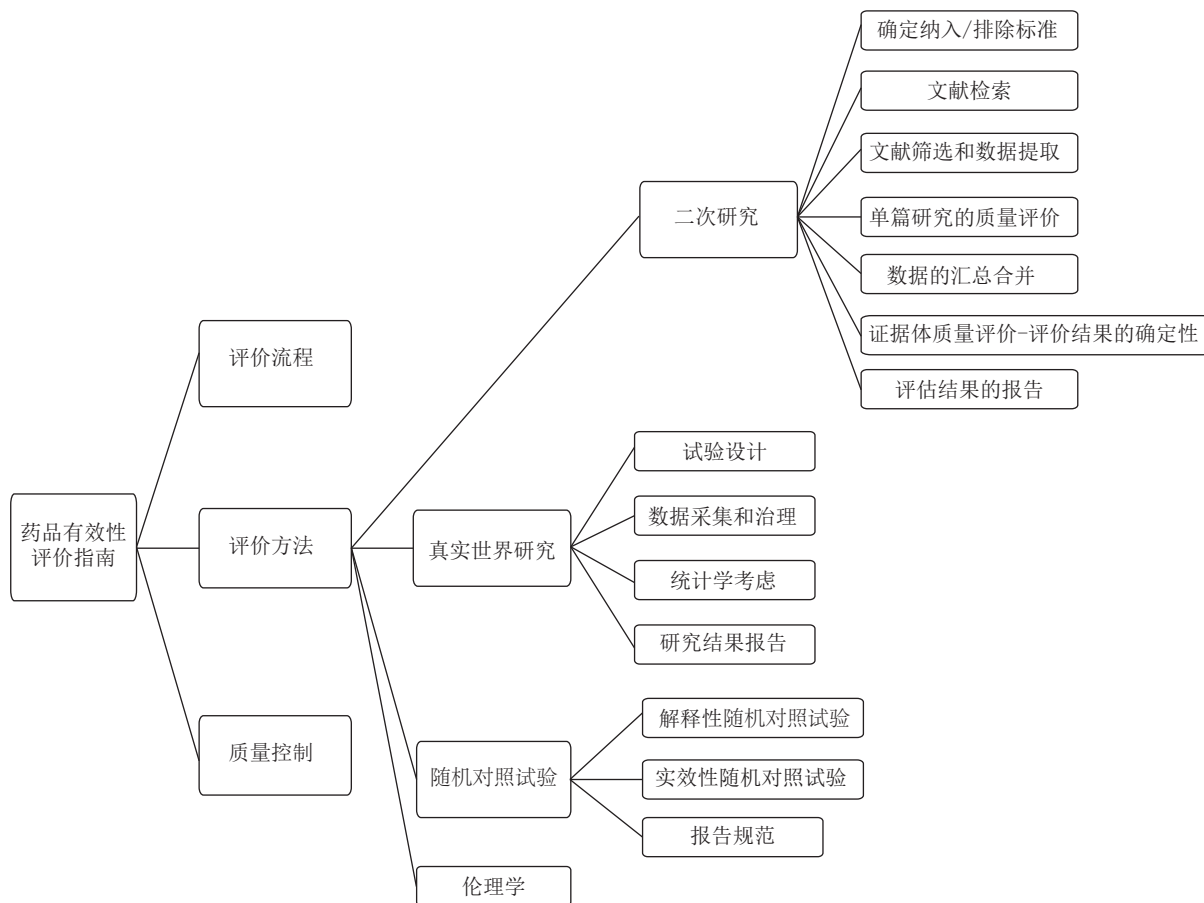 药品有效性
评价指南
评价流程
评价方法
质量控制
二次研究
确定纳入/排除标准
文献检索
文献筛选和数据提取
单篇研究的质量评价
数据的汇总合并
证据体质量评价-评价结果的确定性
评估结果的报告
真实世界研究
试验设计
数据采集和治理
统计学考虑
研究结果报告
随机对照试验
解释性随机对照试验
实效性随机对照试验
报告规范
伦理学